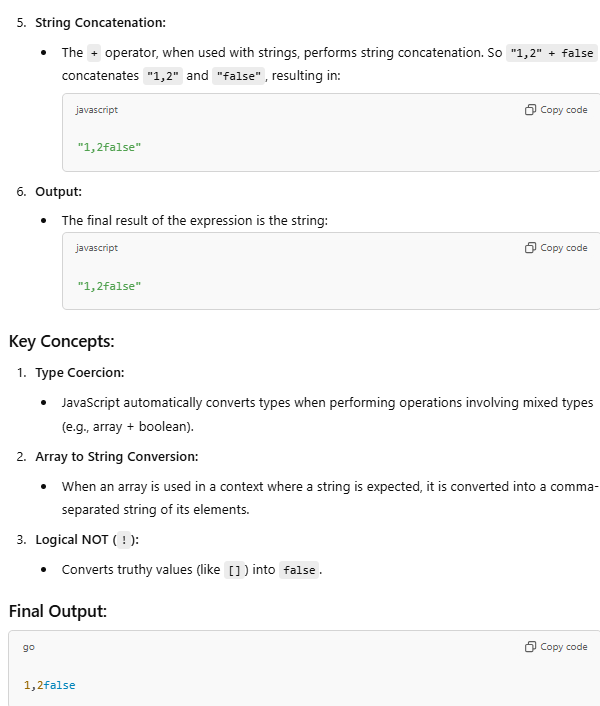 5. String Concatenation:
• The + operator, when used with strings, performs string concatenation. So "1,2" + false
concatenates "1,2" and "false", resulting in:
javascript Copy code
"1,2false"
6. Output:
• The final result of the expression is the string:
javascript Copy code
"1,2false"
Key Concepts:
1. Type Coercion:
• JavaScript automatically converts types when performing operations involving mixed types
(e.g., array + boolean).
2. Array to String Conversion:
• When an array is used in a context where a string is expected, it is converted into a comma-
separated string of its elements.
3. Logical NOT ( ! ):
• Converts truthy values (like [] ) into false .
Final Output:
go Copy code
1,2false